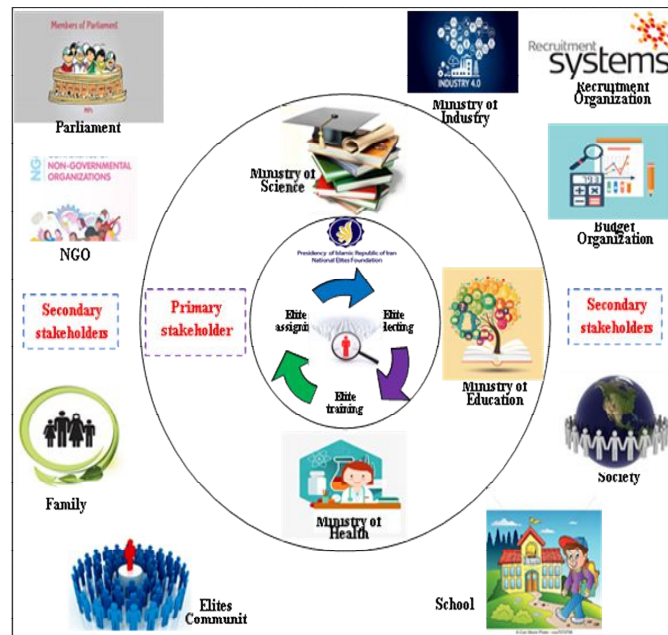 Members of Parliament
MPs
Parliament
INDUSTRY 4.0
Ministry of
Industry
Recruitment
systems
Recruitment
Organization
NON-GOVERNMENTAL
ORGANIZATIONS
NGO
Ministry of
Science
Budget
Organization
Presidency of Islamic Republic of Iran
National Elites Foundation
Secondary
stakeholders
Primary
stakeholder
Elite
assigni
Elite
lecting
Elite
training
Secondary
stakeholders
Ministry of
Education
Family
Ministry of
Health
Society
Elites
Communit
School